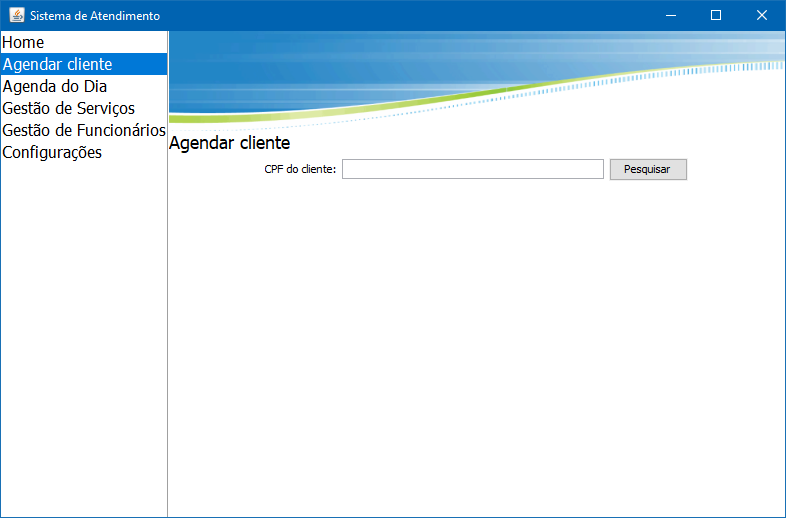 Sistema de Atendimento
Home
Agendar cliente
Agenda do Dia
Gestão de Serviços
Gestão de Funcionários
Configurações
Agendar cliente
CPF do cliente:
Pesquisar